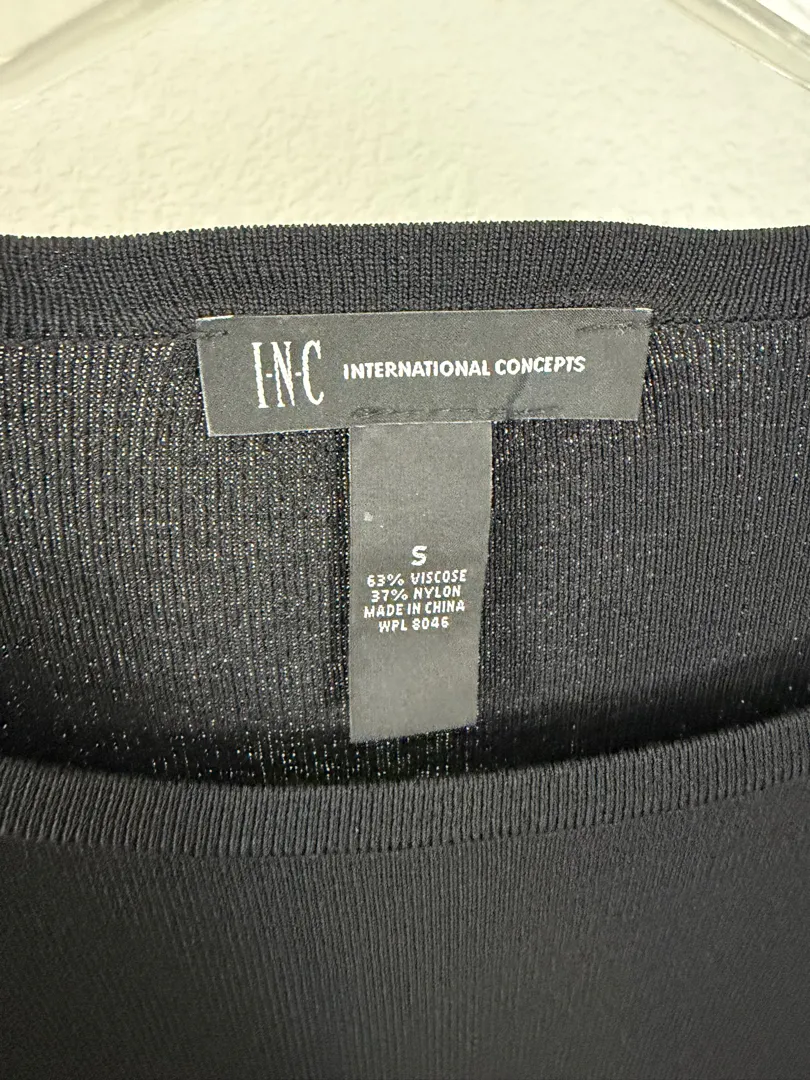 I·N·C INTERNATIONAL CONCEPTS
S
63% VISCOSE
37% NYLON
MADE IN CHINA
WPL 8046